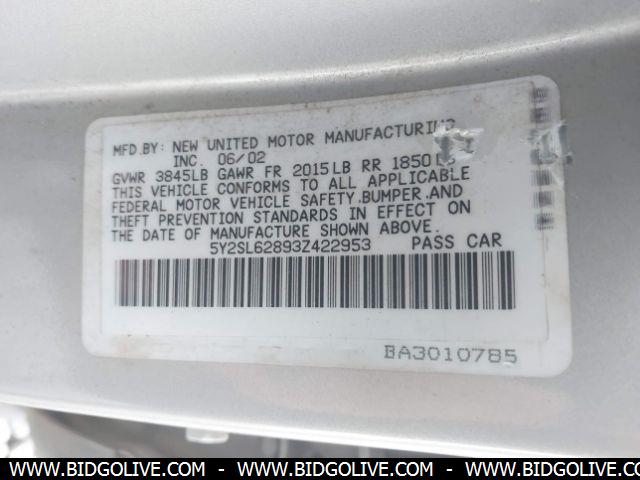 MFD.BY: NEW UNITED MOTOR MANUFACTURING
INC. 06/02
GVWR 3845LB GAWR FR 2015LB RR 1850LB
THIS VEHICLE CONFORMS TO ALL APPLICABLE
FEDERAL MOTOR VEHICLE SAFETY,BUMPER,AND
THEFT PREVENTION STANDARDS IN EFFECT ON
THE DATE OF MANUFACTURE SHOWN ABOVE.
5Y2SL62893Z422953 PASS CAR
BA3010785
WWW.BIDGOLIVE.COM - WWW.BIDGOLIVE.COM - WWW.BIDGOLIVE.COM